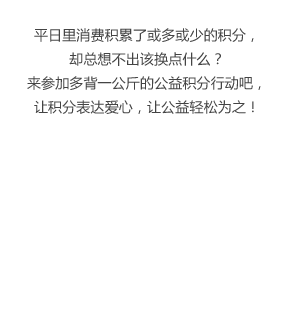 平日里消费积累了或多或少的积分，
却总想不出该换点什么？
来参加多背一公斤的公益积分行动吧，
让积分表达爱心，让公益轻松为之！